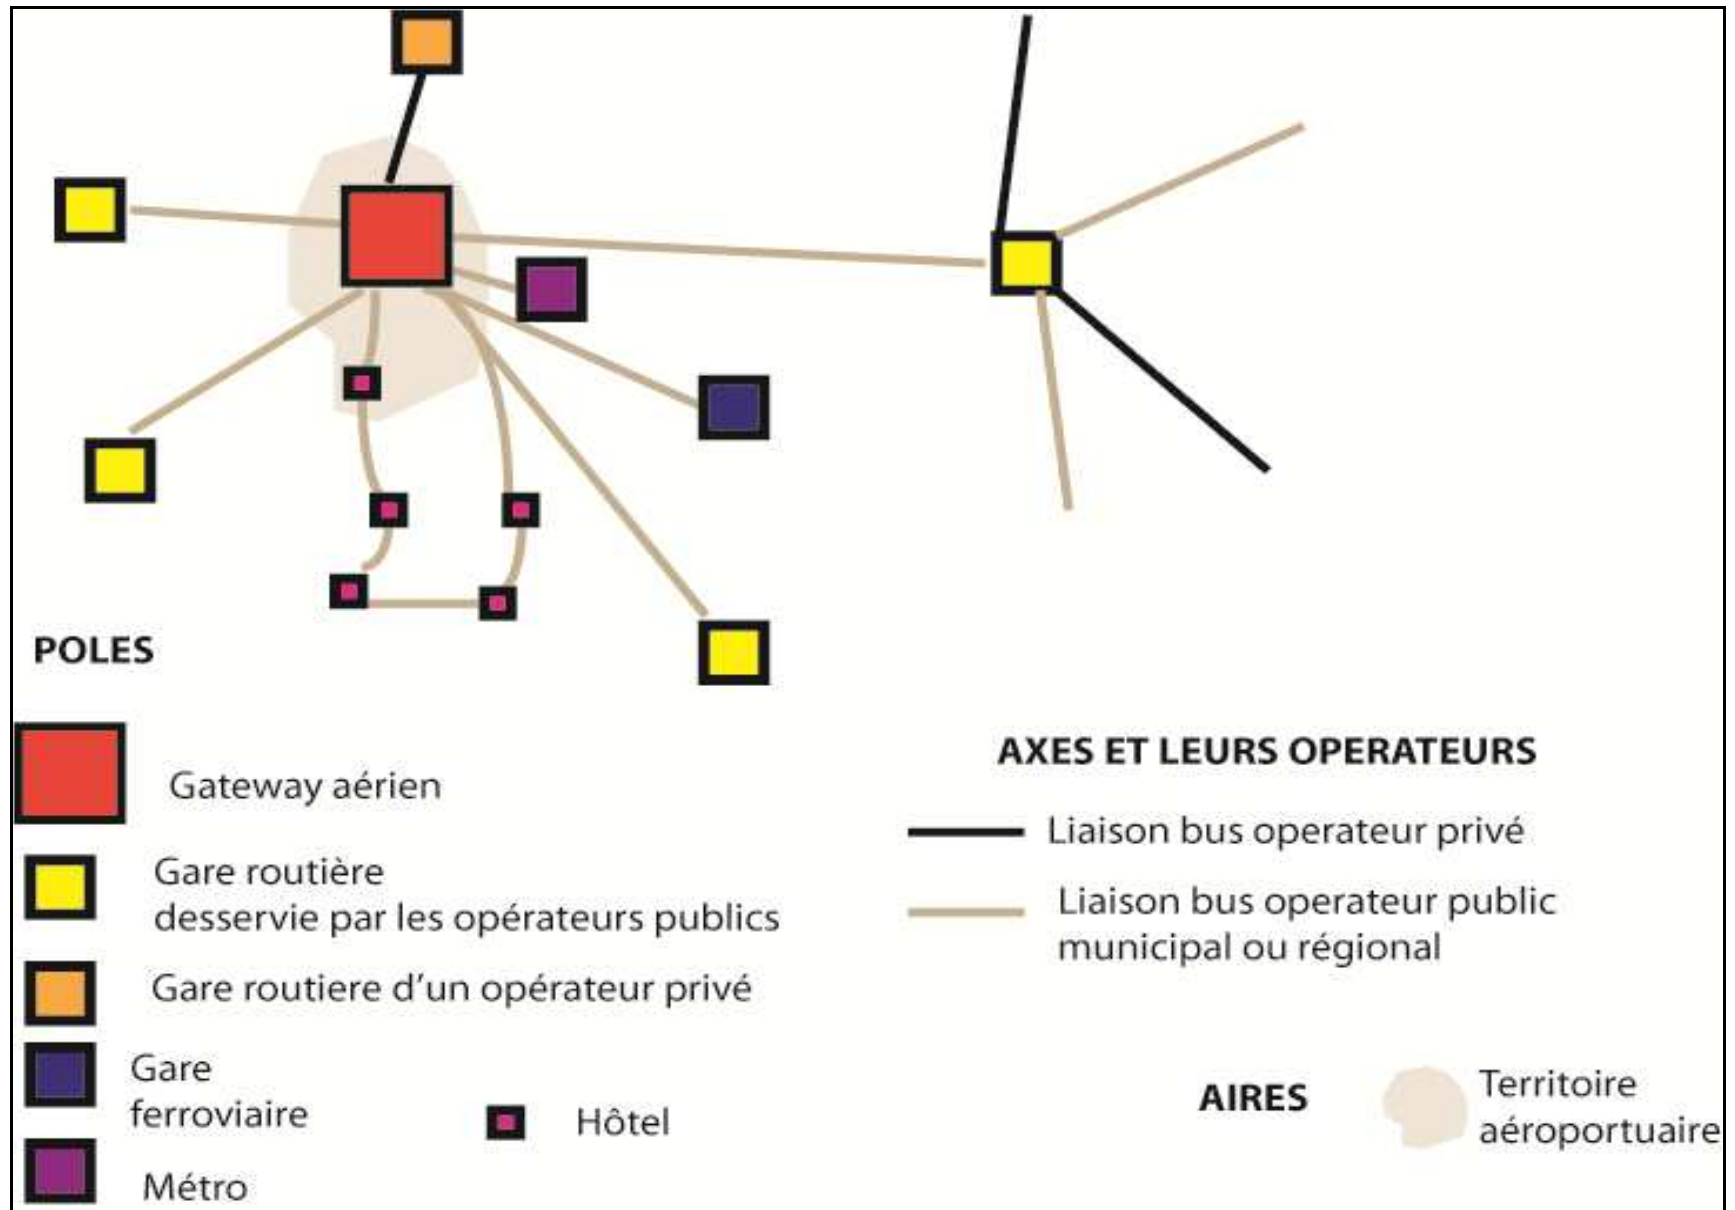 POLES
Gateway aérien
Gare routière
desservie par les opérateurs publics
Gare routiere d'un opérateur privé
Gare
ferroviaire
Hôtel
Métro
AXES ET LEURS OPERATEURS
Liaison bus operateur privé
Liaison bus operateur public
municipal ou régional
AIRES
Territoire
aéroportuaire